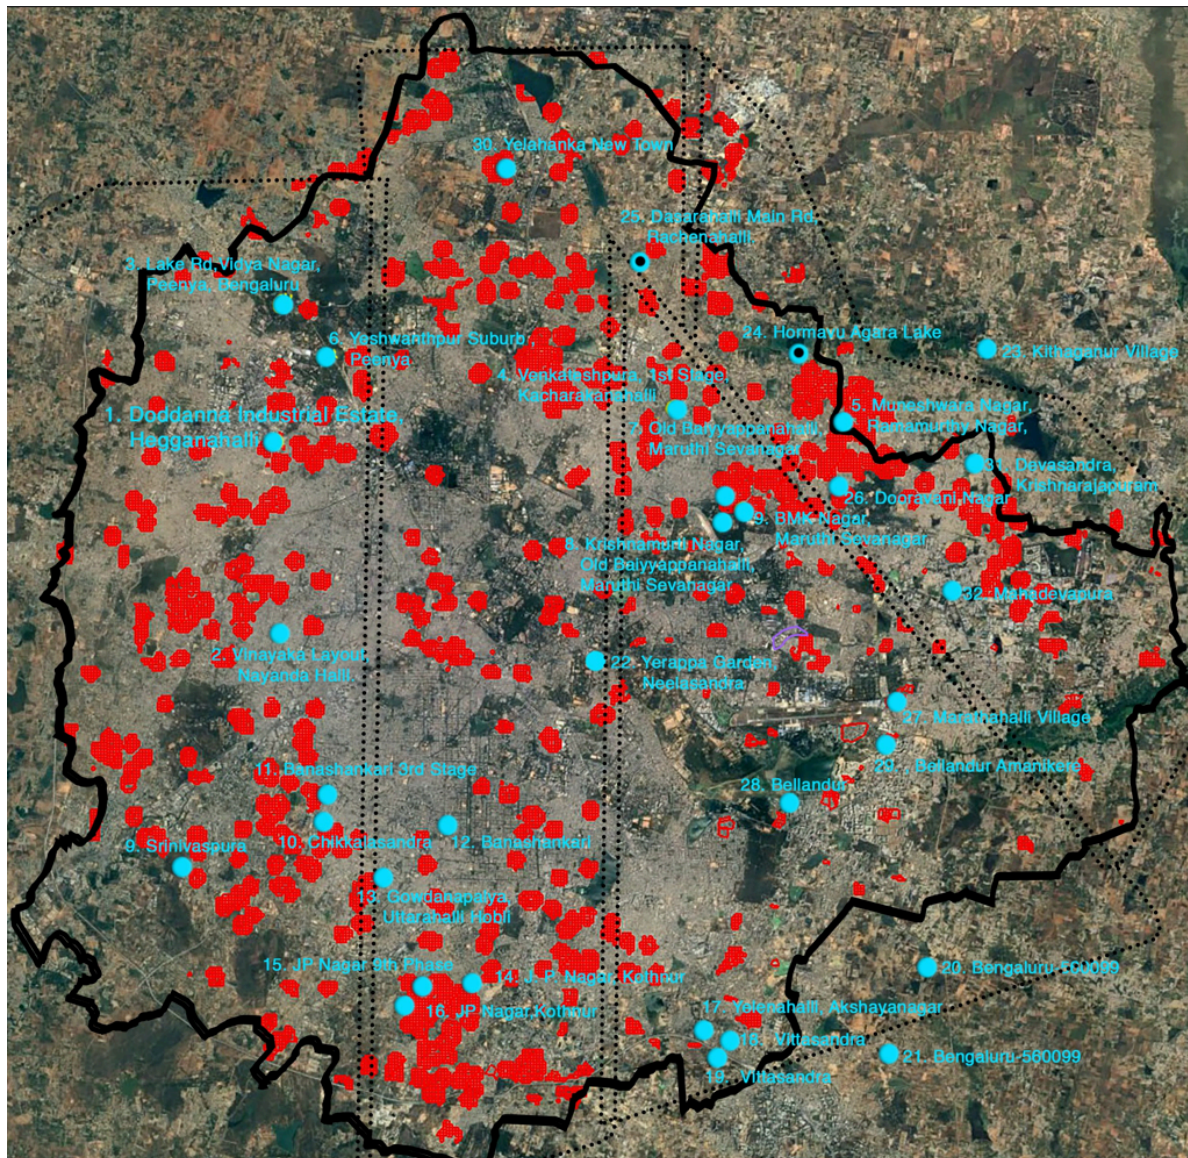 30. Yelahanka New Town
25. Dasarahalli Main Rd,
Rachenahalli,
3. Lake Rd,Vidya Nagar,
Peenya, Bengaluru
6. Yeshwanthpur Suburb ,
Peenya
24. Hormavu Agara Lake
23. Kithaganur Village
4. Venkateshpura, 1st Stage,
Kacharakanahalli
1. Doddanna Industrial Estate,
Hegganahalli
5. Muneshwara Nagar,
Ramamurthy Nagar,
7. Old Baiyyappanahalli,
Maruthi Sevanagar
31. Devasandra,
Krishnarajapuram
26. Dooravani Nagar
9. BMK Nagar,
Maruthi Sevanagar
8. Krishnamurti Nagar,
Old Baiyyappanahalli,
Maruthi Sevanagar
32. Mahadevapura
2. Vinayaka Layout,
Nayanda Halli.
22. Yerappa Garden,
Neelasandra
27. Marathahalli Village
29. , Bellandur Amanikere
11. Banashankari 3rd Stage
28. Bellandur
10. Chikkalasandra
12. Banashankari
9. Srinivaspura
13. Gowdanapalya,
Uttarahalli Hobli
15. JP Nagar 9th Phase
14. J. P. Nagar, Kothnur
16. JP Nagar,Kothnur
20. Bengaluru-560099
17. Yelenahalli, Akshayanagar
18. Vittasandra
19. Vittasandra
21. Bengaluru-560099